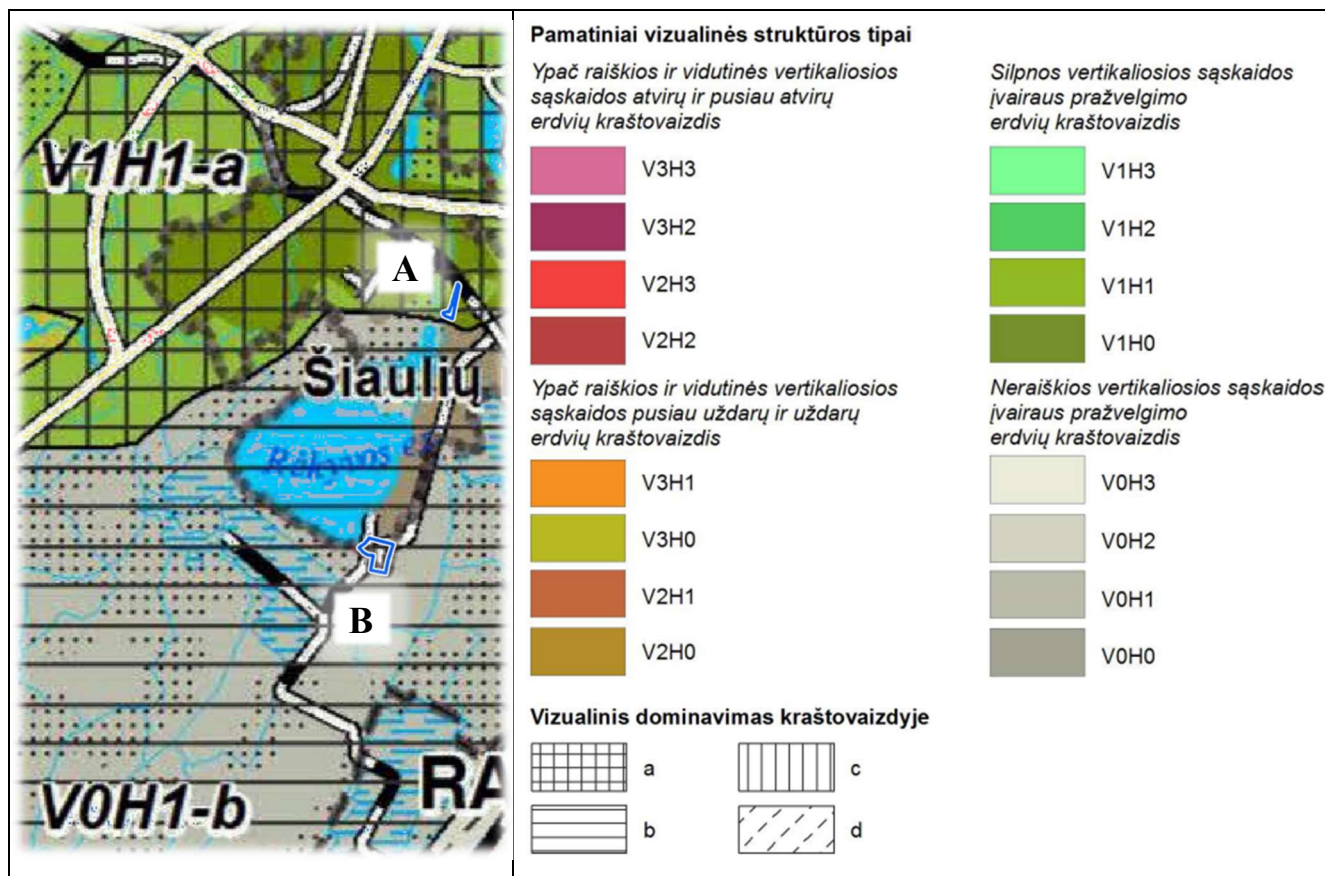 V1H1-a
A
Šiaulių
Rėkyvos e
B
RA
V0H1-b
Pamatiniai vizualinės struktūros tipai
Ypač raiškios ir vidutinės vertikaliosios
sąskaidos atvirų ir pusiau atvirų
erdvių kraštovaizdis
V3H3
V3H2
V2H3
V2H2
Ypač raiškios ir vidutinės vertikaliosios
sąskaidos pusiau uždarų ir uždarų
erdvių kraštovaizdis
V3H1
V3H0
V2H1
V2H0
Silpnos vertikaliosios sąskaidos
įvairaus pražvelgimo
erdvių kraštovaizdis
V1H3
V1H2
V1H1
V1H0
Neraiškios vertikaliosios sąskaidos
įvairaus pražvelgimo
erdvių kraštovaizdis
V0H3
V0H2
V0H1
V0H0
Vizualinis dominavimas kraštovaizdyje
a
b
c
d